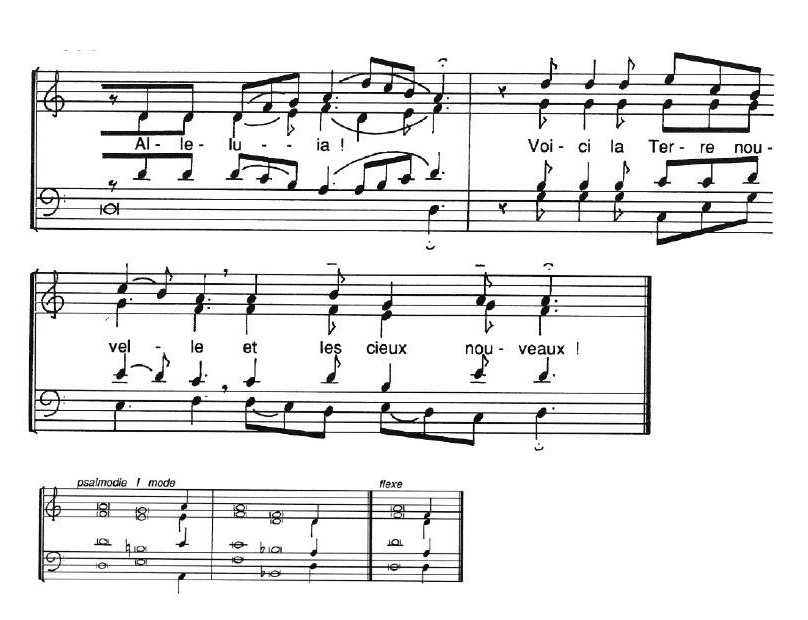 Al - le - lu - - ia ! Voi - ci la Ter - re nou -
vel - le et les cieux nou - veaux !
psalmodie I mode flexe